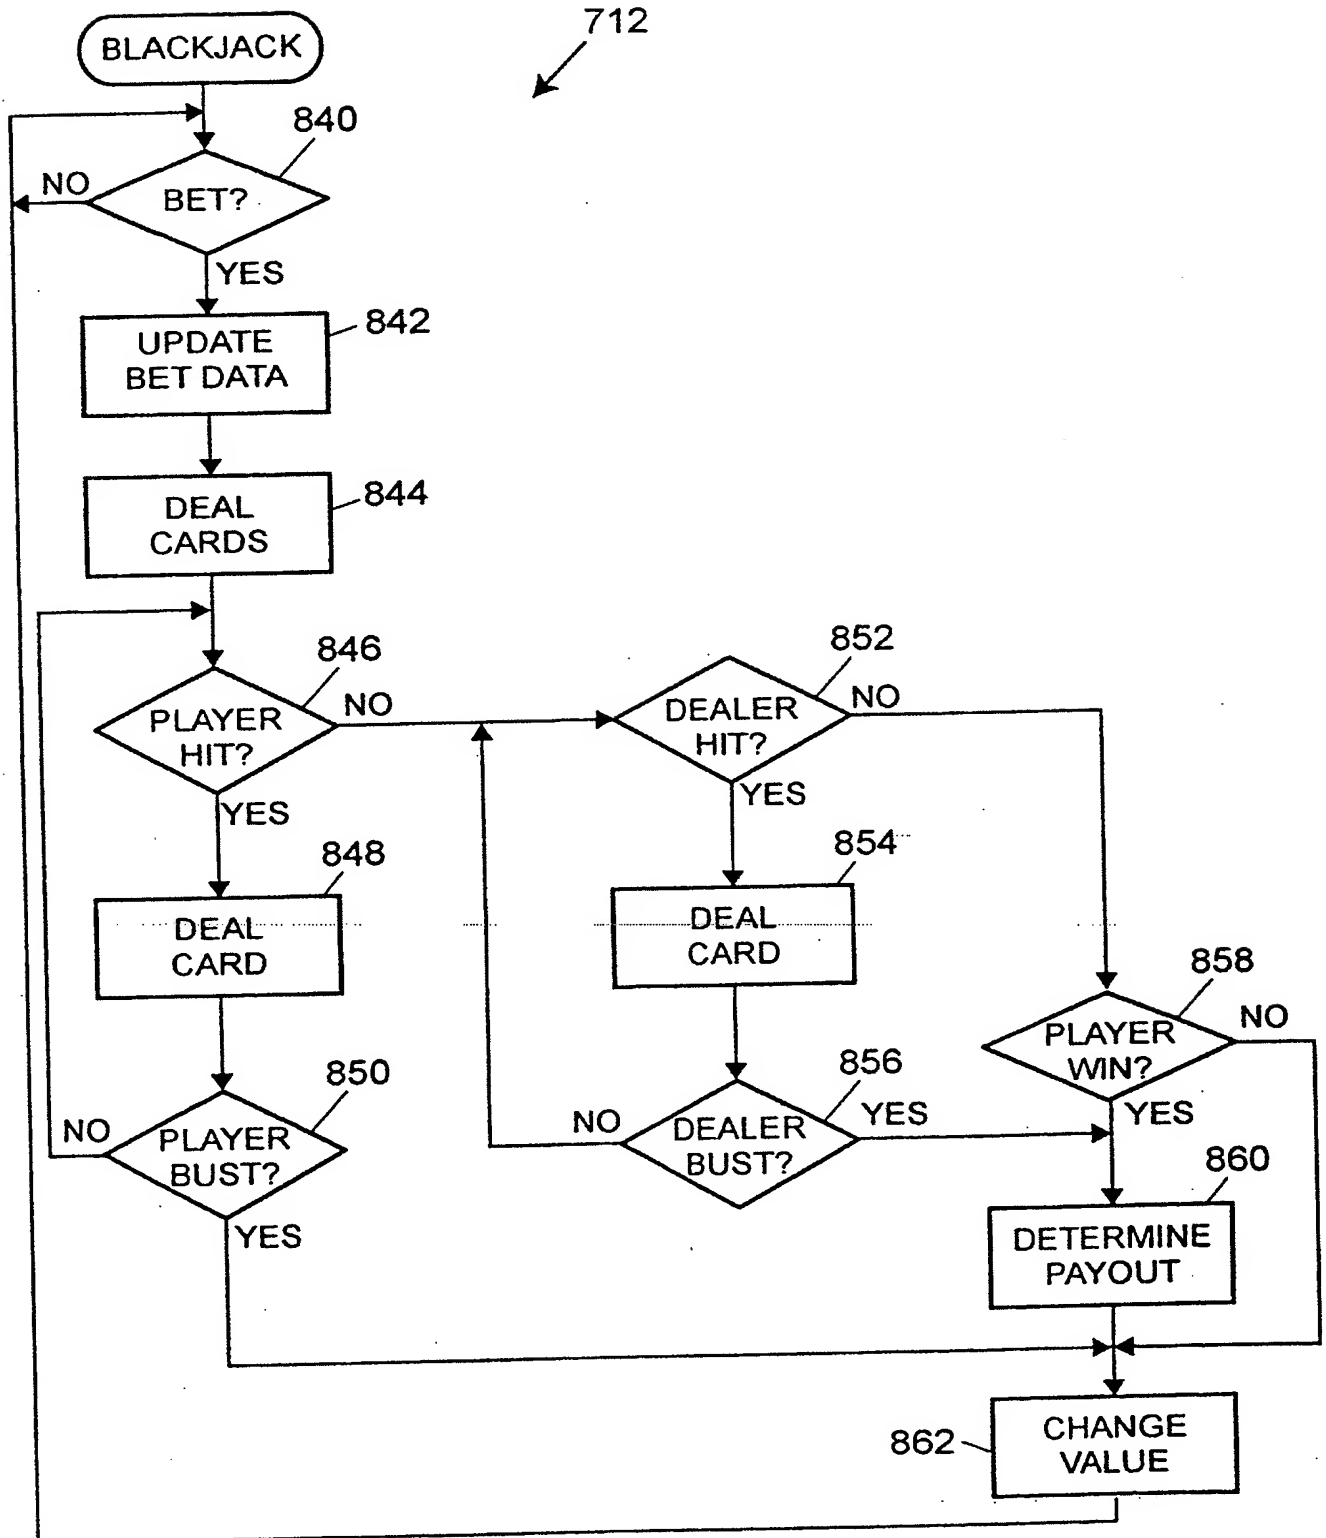 712
BLACKJACK
840
NO
BET?
YES
842
UPDATE
BET DATA
844
DEAL
CARDS
846
NO
PLAYER
HIT?
YES
852
NO
DEALER
HIT?
YES
848
DEAL
CARD
854
DEAL
CARD
850
NO
PLAYER
BUST?
YES
856
NO
YES
DEALER
BUST?
858
NO
PLAYER
WIN?
YES
860
DETERMINE
PAYOUT
862
CHANGE
VALUE